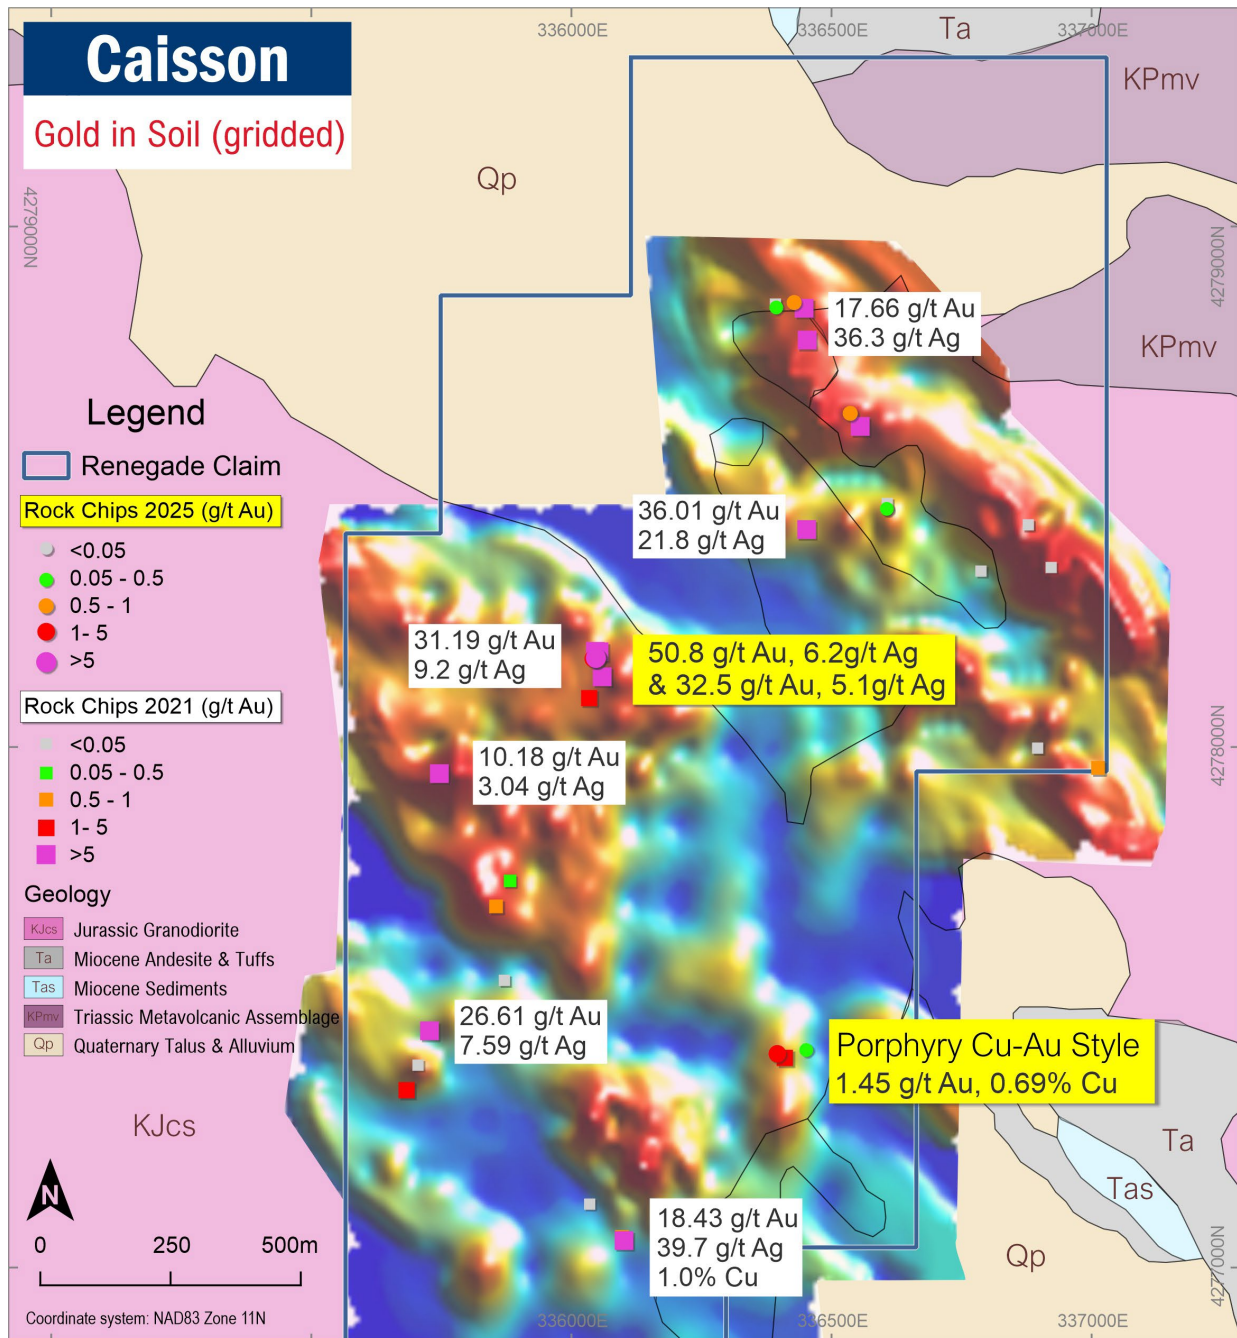 Caisson
Gold in Soil (gridded)
336000E
336500E
337000E
Ta
KPmv
Qp
4279000N
4279000N
17.66 g/t Au
36.3 g/t Ag
KPmv
Legend
Renegade Claim
Rock Chips 2025 (g/t Au)
<0.05
0.05 - 0.5
0.5 - 1
1- 5
>5
Rock Chips 2021 (g/t Au)
<0.05
0.05 - 0.5
0.5 - 1
1- 5
>5
36.01 g/t Au
21.8 g/t Ag
31.19 g/t Au
9.2 g/t Ag
50.8 g/t Au, 6.2g/t Ag
& 32.5 g/t Au, 5.1g/t Ag
4278000N
10.18 g/t Au
3.04 g/t Ag
Geology
KJcs Jurassic Granodiorite
Ta Miocene Andesite & Tuffs
Tas Miocene Sediments
KPmv Triassic Metavolcanic Assemblage
Qp Quaternary Talus & Alluvium
26.61 g/t Au
7.59 g/t Ag
Porphyry Cu-Au Style
1.45 g/t Au, 0.69% Cu
KJcs
Ta
Tas
Qp
18.43 g/t Au
39.7 g/t Ag
1.0% Cu
4277000N
N
0 250 500m
Coordinate system: NAD83 Zone 11N
336000E
336500E
337000E